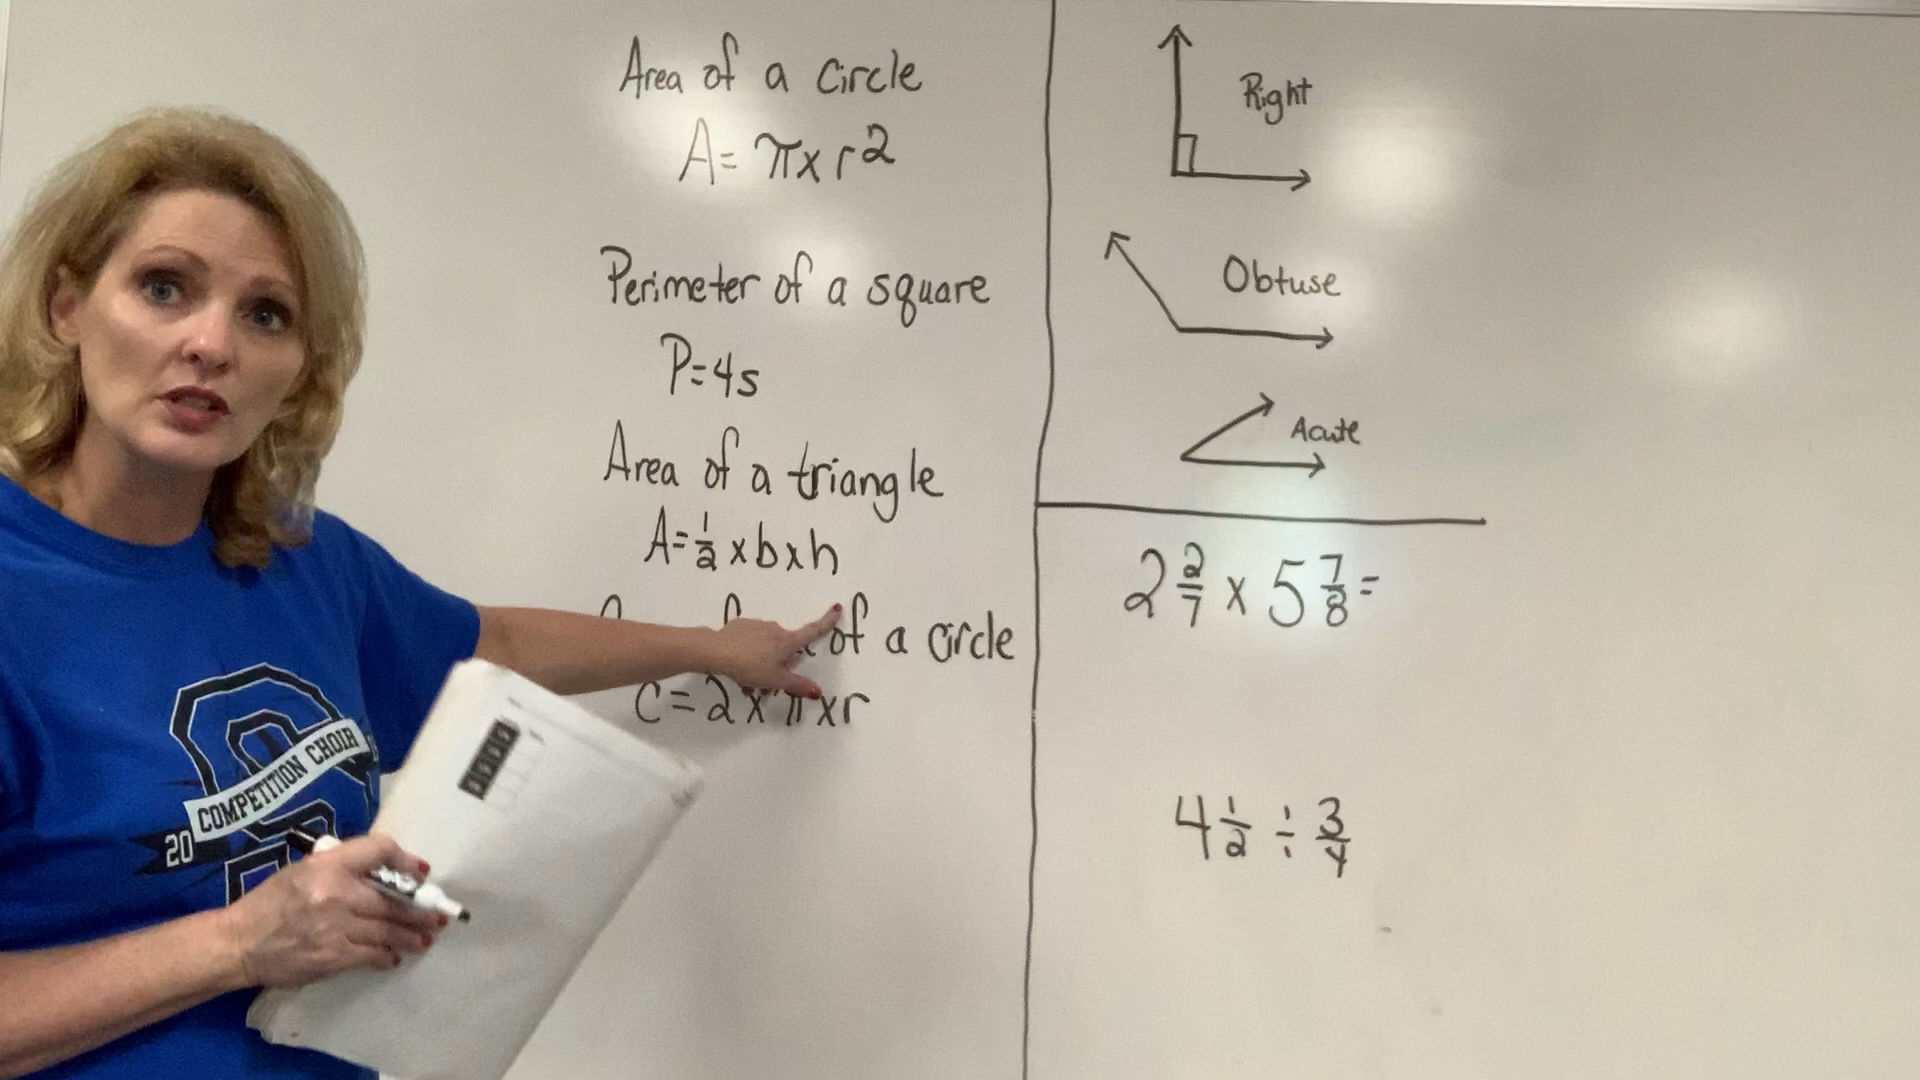 Area of a circle
A = π x r²
Perimeter of a square
P = 4s
Area of a triangle
A = ½ x b x h
of a circle
C = 2 x π x r
Right
Obtuse
Acute
2 2/7 x 5 7/8 =
4 1/2 ÷ 3/4
COMPETITION CHOIR
20